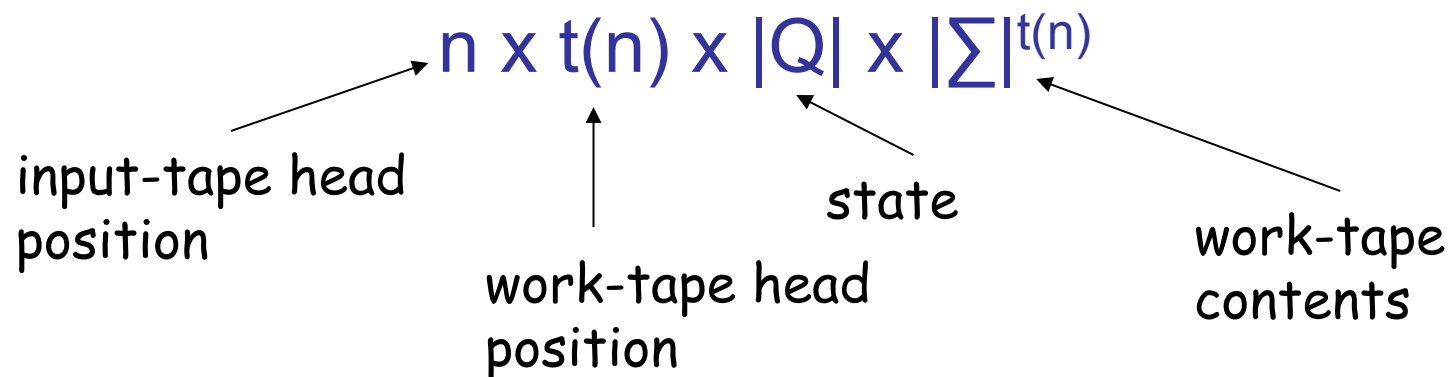 n x t(n) x |Q| x |∑|^t(n)
input-tape head
position
state
work-tape head
position
work-tape
contents